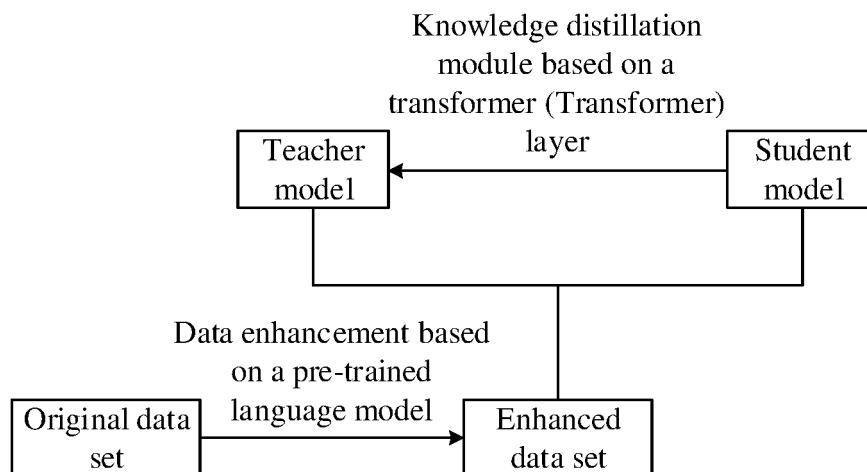 Knowledge distillation
module based on a
transformer (Transformer)
layer
Teacher
model
Student
model
Data enhancement based
on a pre-trained
language model
Original data
set
Enhanced
data set